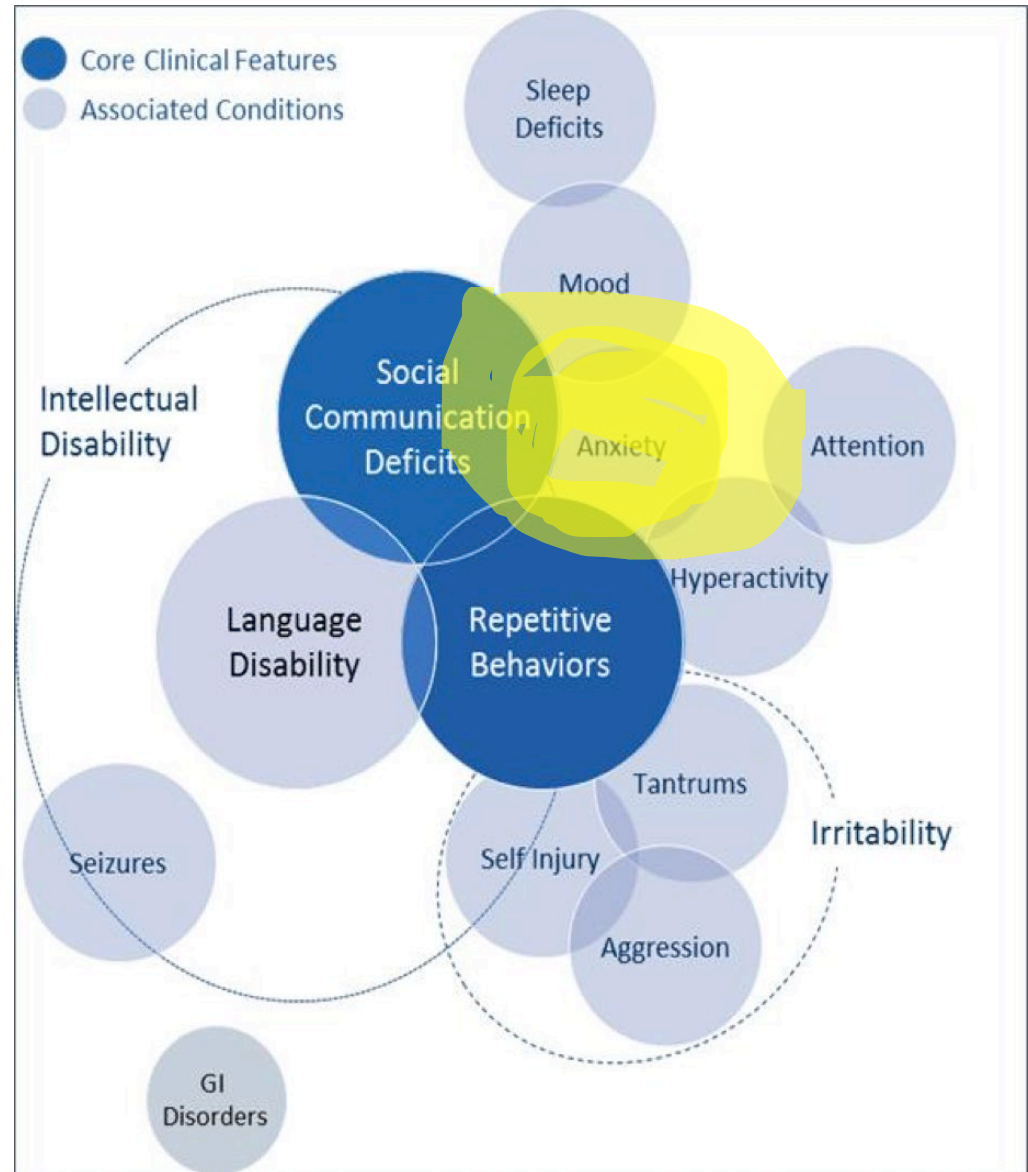 Core Clinical Features
Associated Conditions
Sleep
Deficits
Mood
Social
Communication
Deficits
Anxiety
Attention
Intellectual
Disability
Hyperactivity
Language
Disability
Repetitive
Behaviors
Tantrums
Irritability
Self Injury
Seizures
Aggression
GI
Disorders